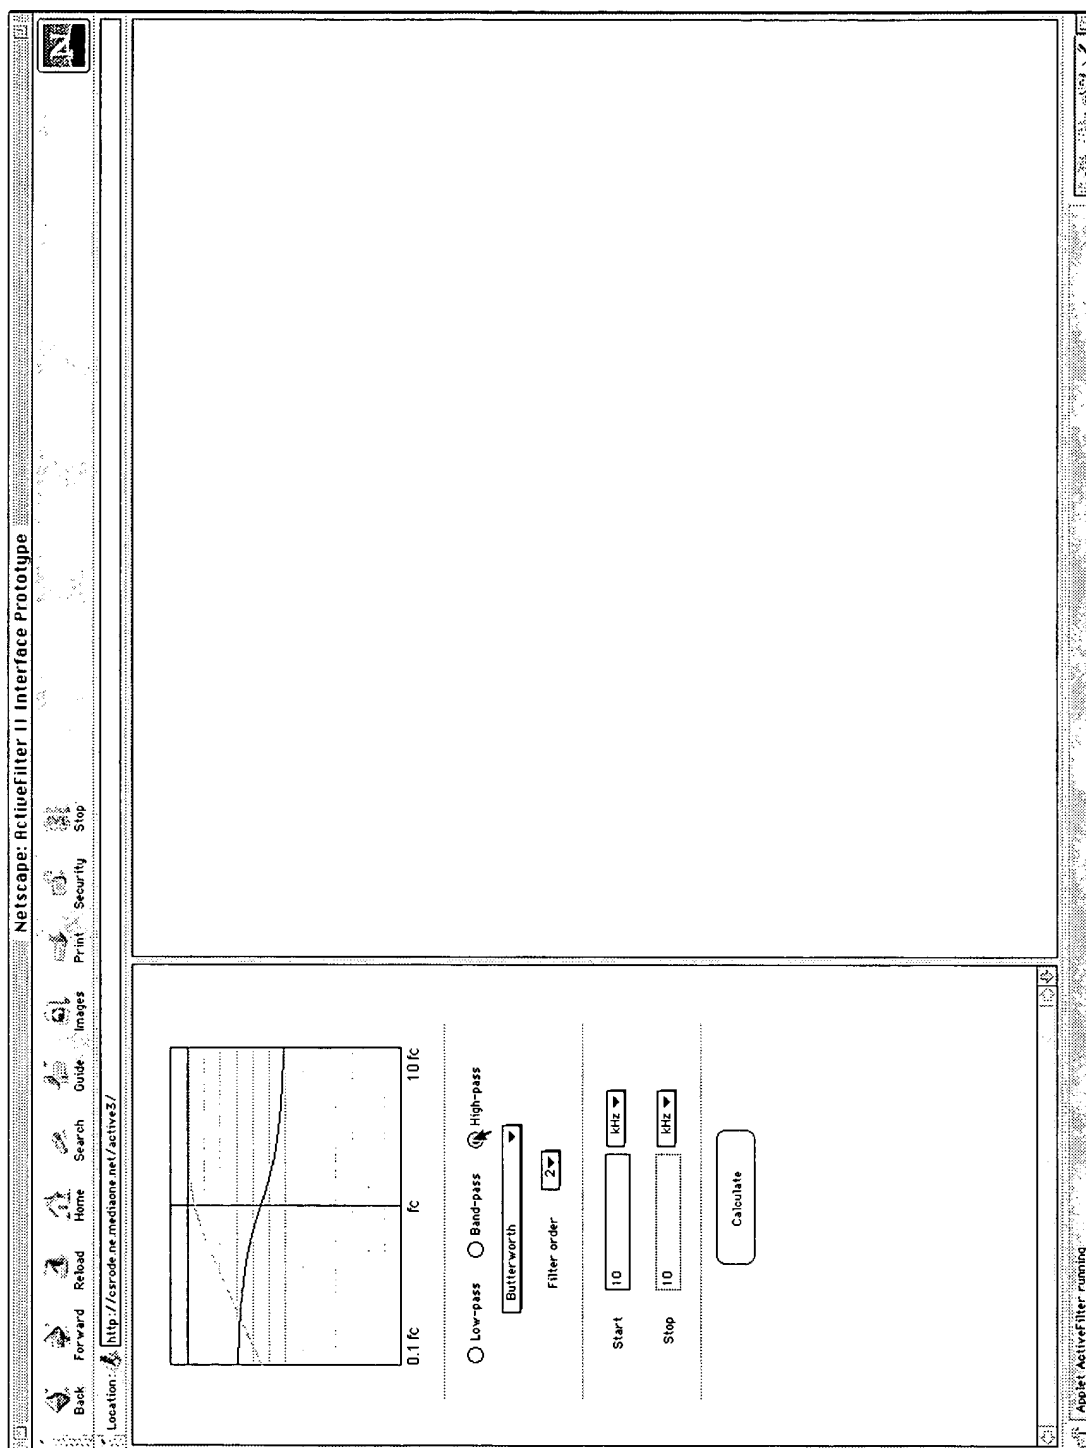 Netscape: ActiveFilter II Interface Prototype
Back Forward Reload Home Search Guide Images Print Security Stop
N
Location: http://csrode.ne.mediaone.net/active3/
0.1 fc fc 10 fc
Low-pass Band-pass High-pass
Butterworth
Filter order 2
Start 10 kHz
Stop 10 kHz
Calculate
Applet ActiveFilter running